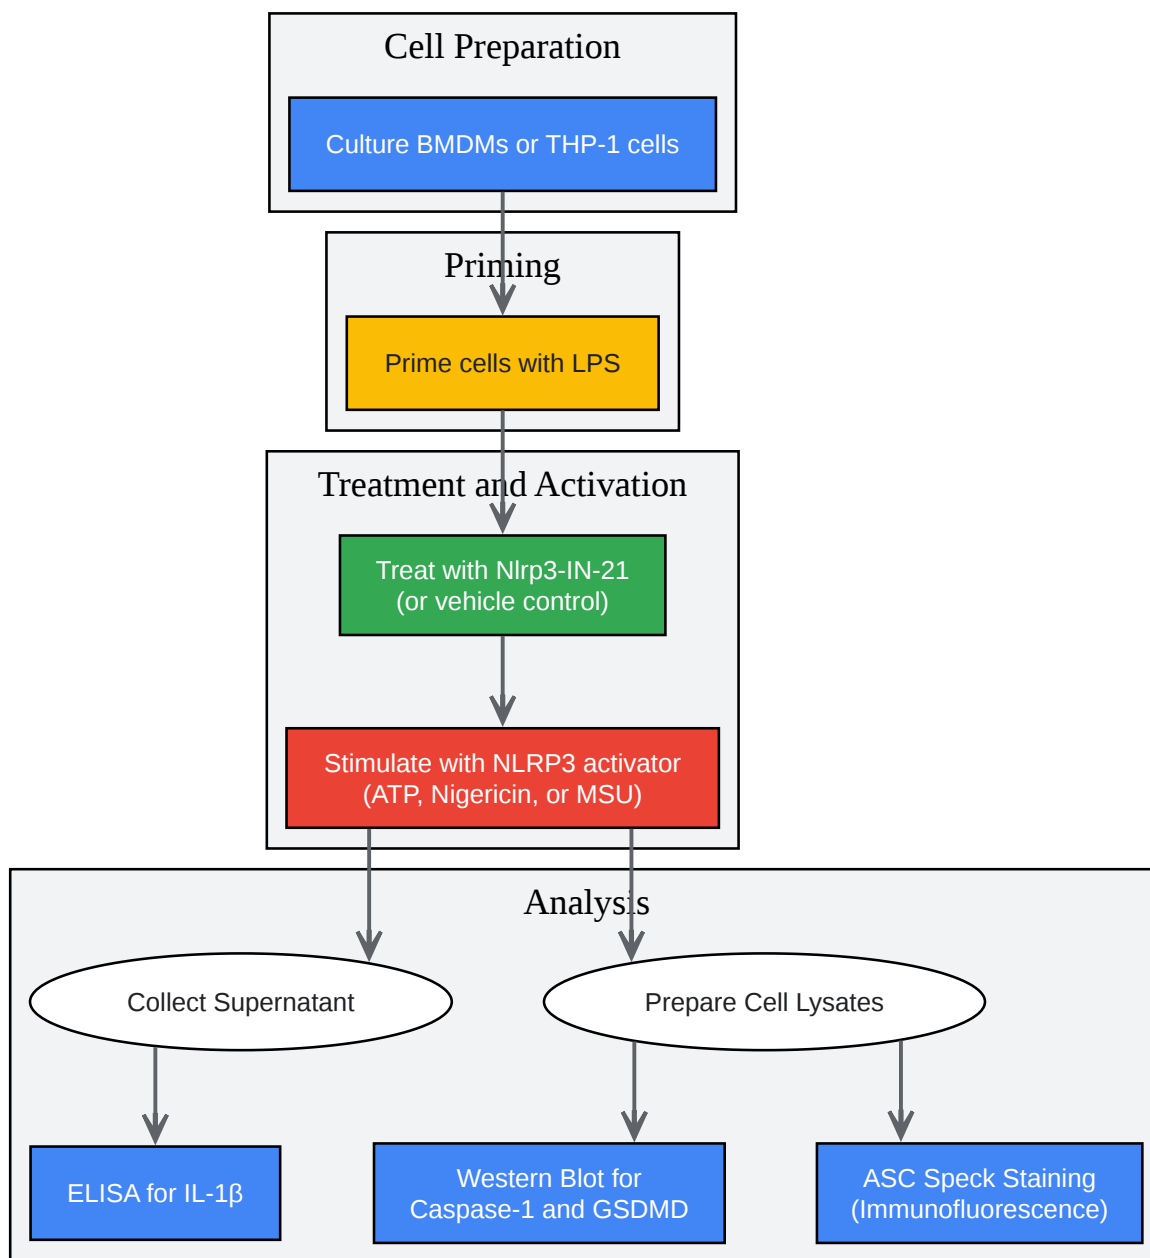 Cell Preparation
Culture BMDMs or THP-1 cells
Priming
Prime cells with LPS
Treatment and Activation
Treat with Nlrp3-IN-21
(or vehicle control)
Stimulate with NLRP3 activator
(ATP, Nigericin, or MSU)
Analysis
Collect Supernatant
Prepare Cell Lysates
ELISA for IL-1β
Western Blot for
Caspase-1 and GSDMD
ASC Speck Staining
(Immunofluorescence)